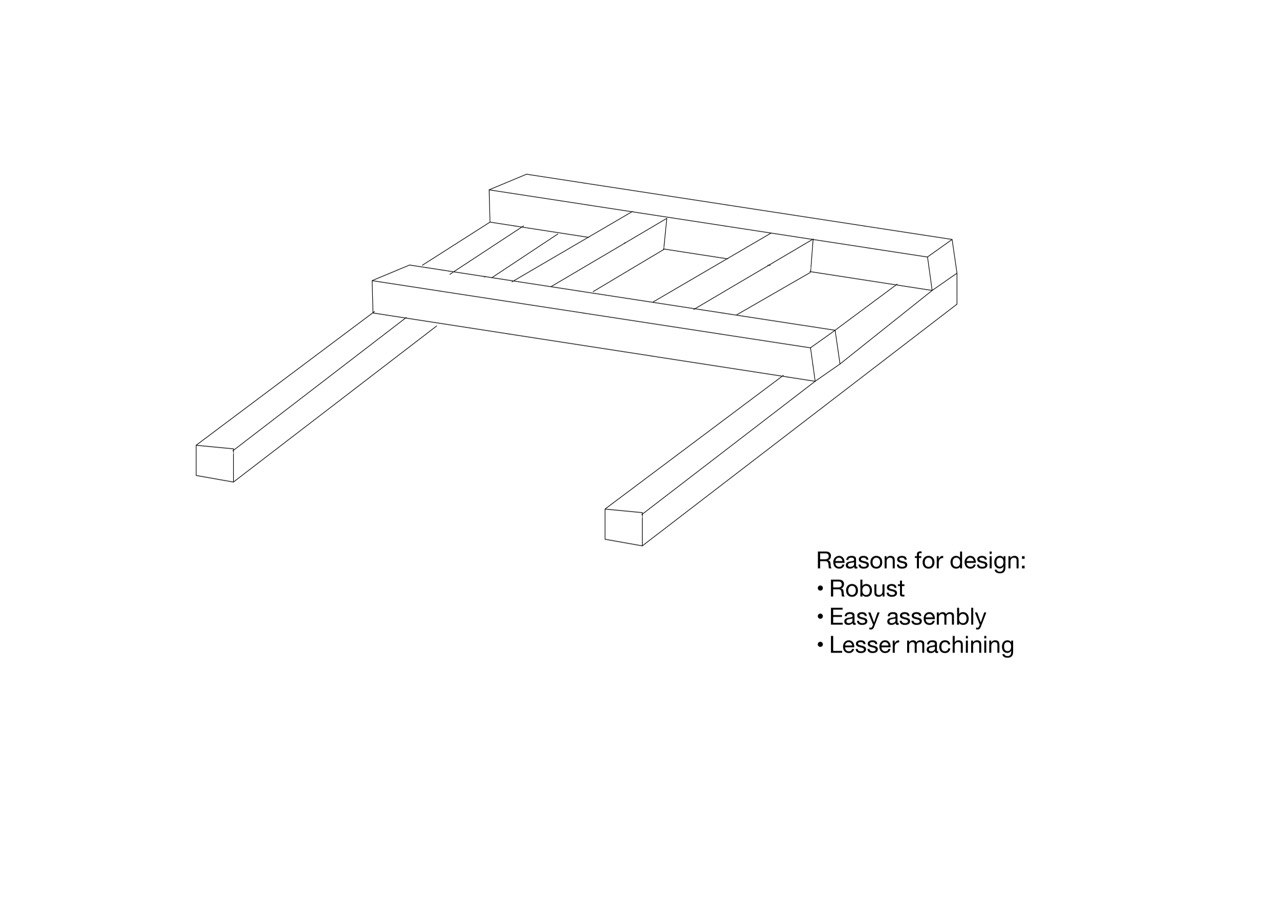 Reasons for design:
• Robust
• Easy assembly
• Lesser machining